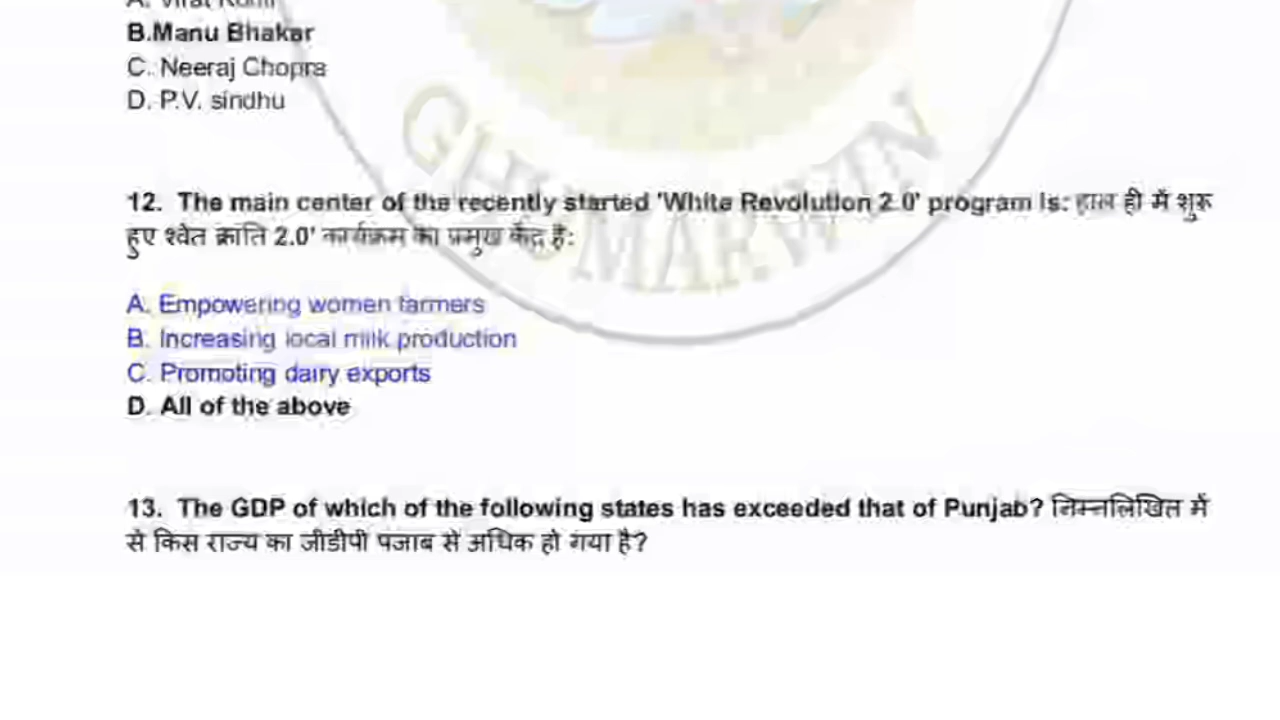 A. Virat Kohli
B.Manu Bhakar
C. Neeraj Chopra
D. P.V. sindhu
12. The main center of the recently started 'White Revolution 2.0' program is: हाल ही में शुरू
हुए श्वेत क्रांति 2.0' कार्यक्रम का प्रमुख केंद्र है:
A. Empowering women farmers
B. Increasing local milk production
C. Promoting dairy exports
D. All of the above
13. The GDP of which of the following states has exceeded that of Punjab? निम्नलिखित में
से किस राज्य का जीडीपी पंजाब से अधिक हो गया है?